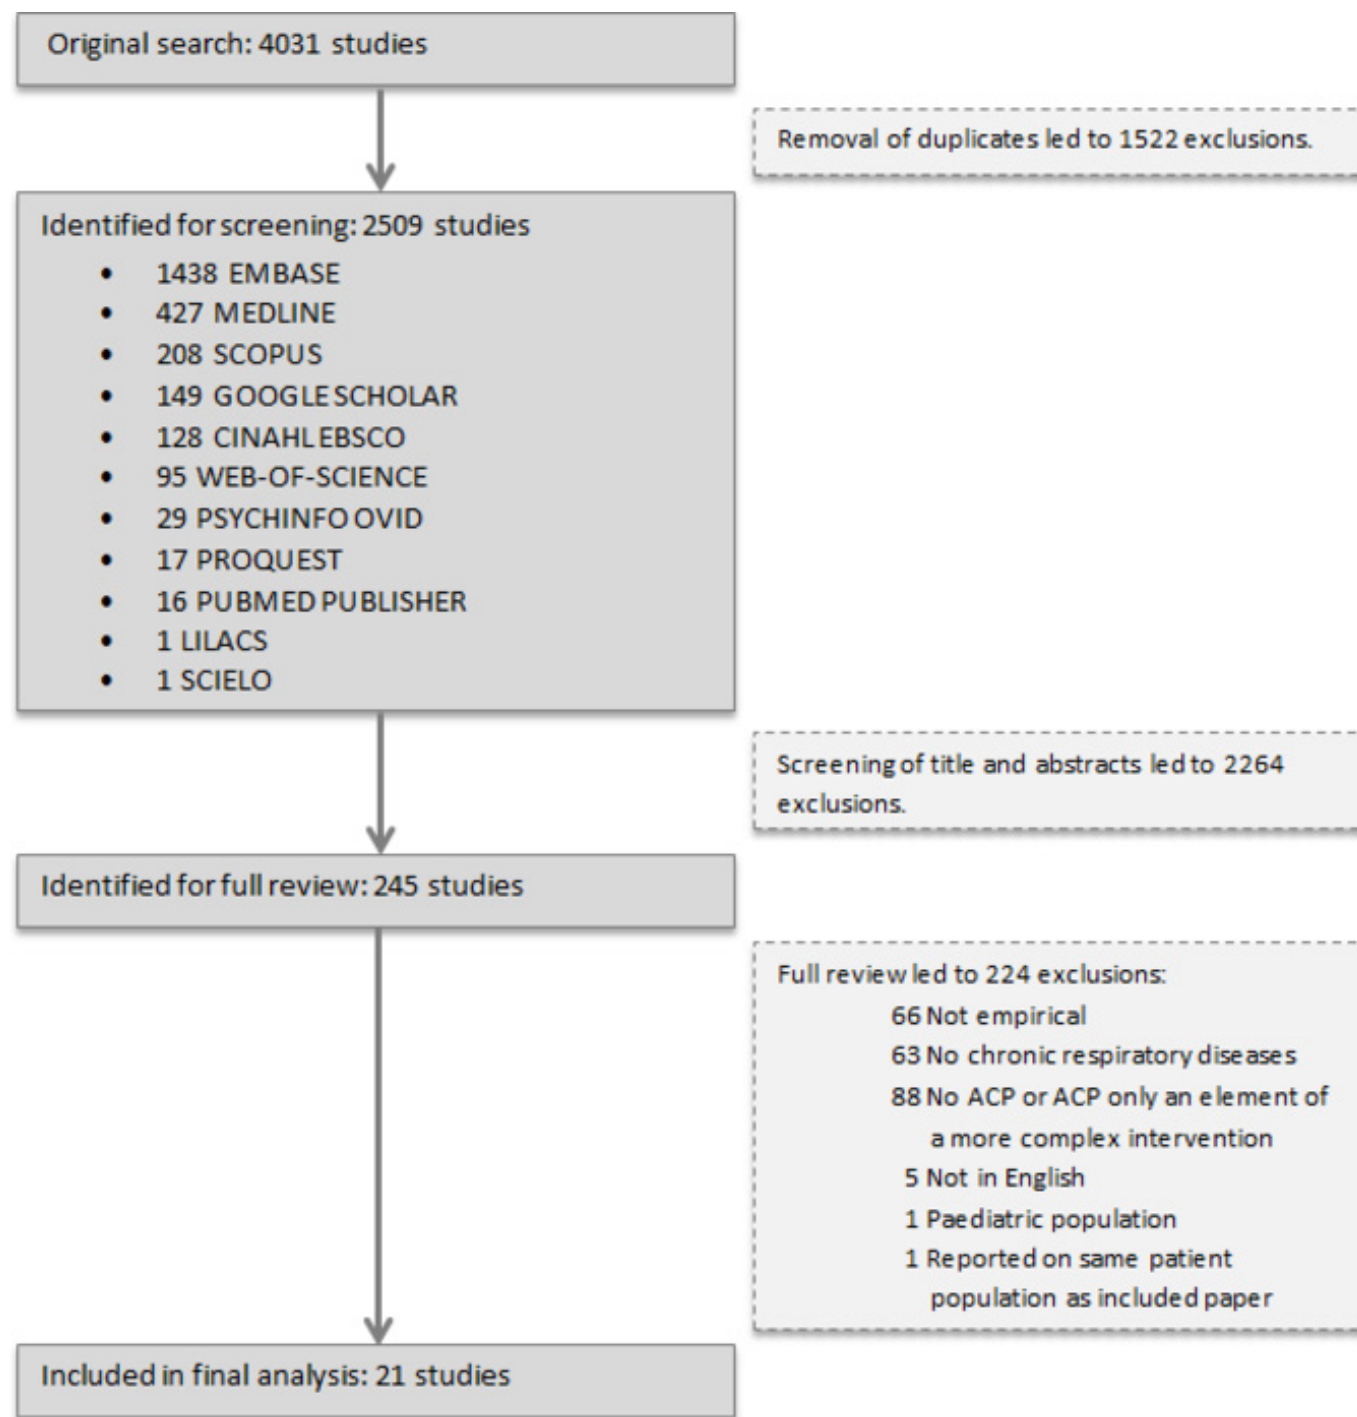 Original search: 4031 studies
Removal of duplicates led to 1522 exclusions.
Identified for screening: 2509 studies
• 1438 EMBASE
• 427 MEDLINE
• 208 SCOPUS
• 149 GOOGLE SCHOLAR
• 128 CINAHL EBSCO
• 95 WEB-OF-SCIENCE
• 29 PSYCHINFO OVID
• 17 PROQUEST
• 16 PUBMED PUBLISHER
• 1 LILACS
• 1 SCIELO
Screening of title and abstracts led to 2264
exclusions.
Identified for full review: 245 studies
Full review led to 224 exclusions:
66 Not empirical
63 No chronic respiratory diseases
88 No ACP or ACP only an element of
a more complex intervention
5 Not in English
1 Paediatric population
1 Reported on same patient
population as included paper
Included in final analysis: 21 studies